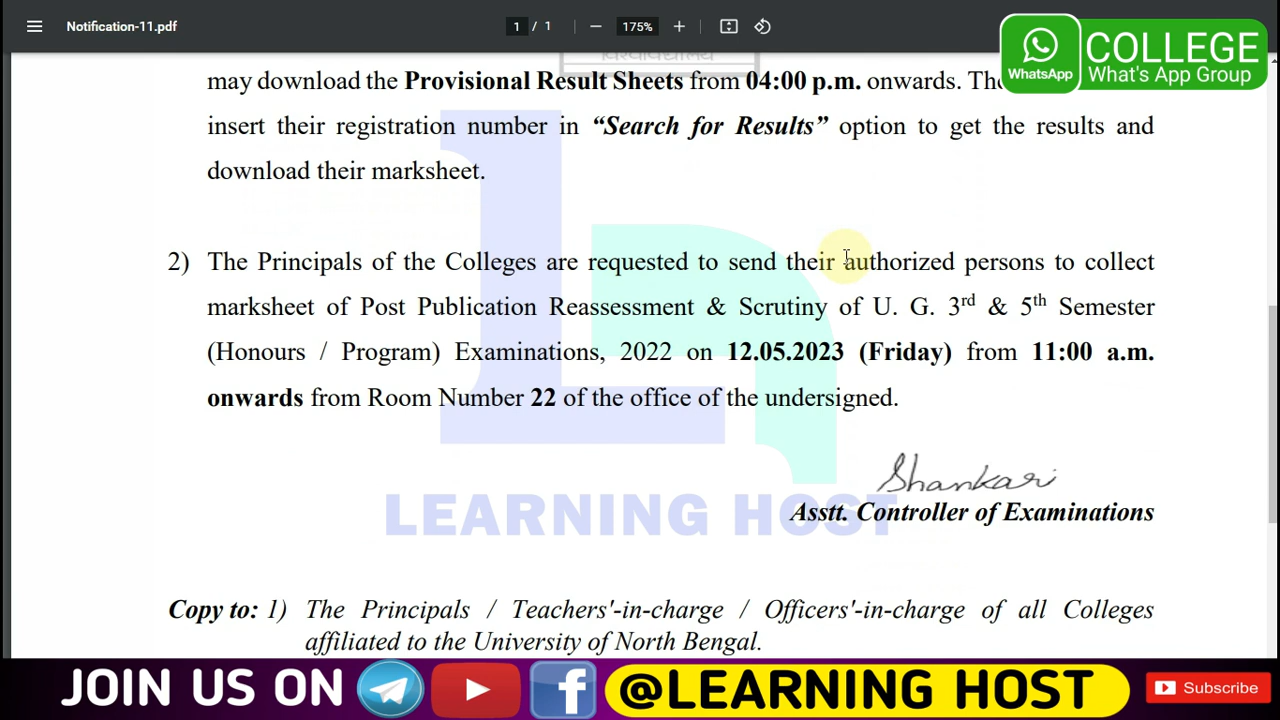 Notification-11.pdf
1 / 1
175%
WhatsApp
COLLEGE
What's App Group
विश्वविद्यालय
may download the Provisional Result Sheets from 04:00 p.m. onwards.
insert their registration number in “Search for Results” option to get the results and
download their marksheet.
2) The Principals of the Colleges are requested to send their authorized persons to collect
marksheet of Post Publication Reassessment & Scrutiny of U. G. 3rd & 5th Semester
(Honours / Program) Examinations, 2022 on 12.05.2023 (Friday) from 11:00 a.m.
onwards from Room Number 22 of the office of the undersigned.
Shankari
LEARNING HOST
Asstt. Controller of Examinations
Copy to: 1) The Principals / Teachers'-in-charge / Officers'-in-charge of all Colleges
affiliated to the University of North Bengal.
JOIN US ON
@LEARNING HOST
Subscribe